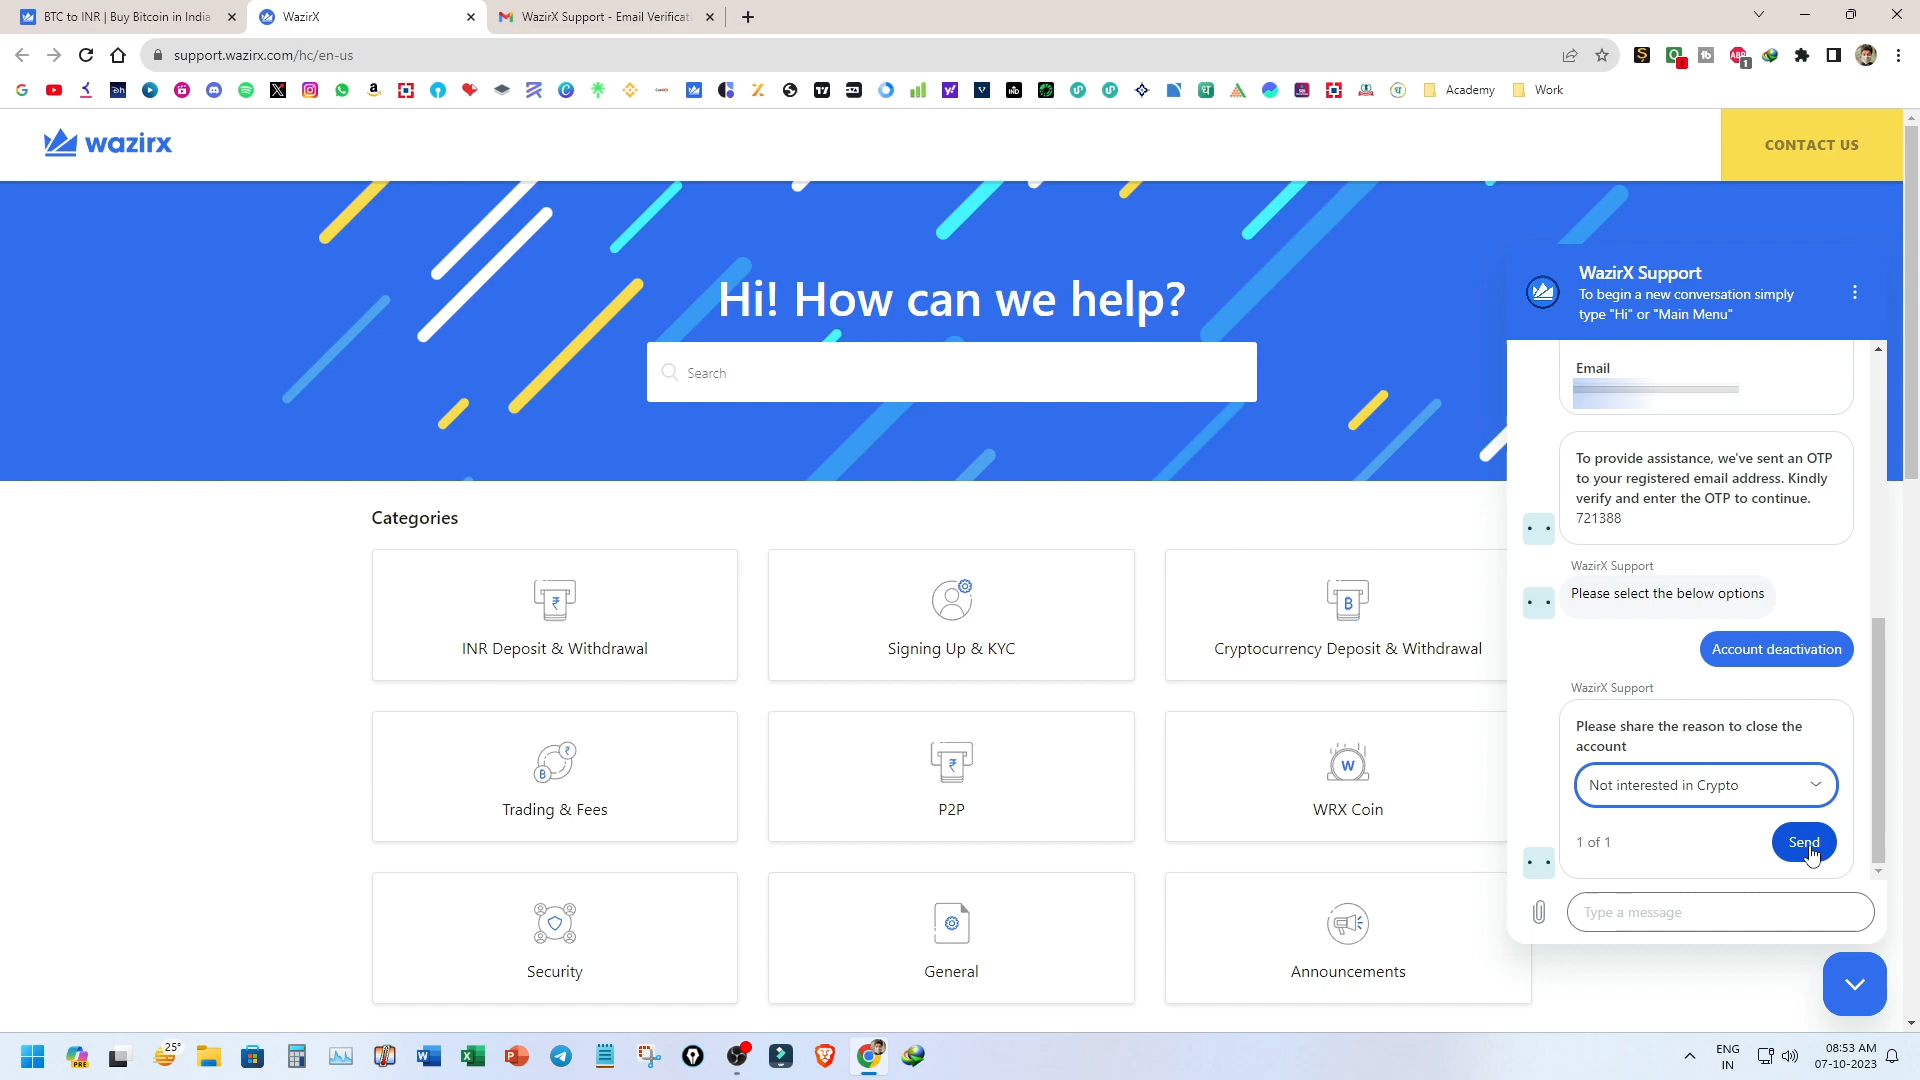 BTC to INR | Buy Bitcoin in India
WazirX
WazirX Support - Email Verificati
support.wazirx.com/hc/en-us
Academy
Work
wazirx
CONTACT US
Hi! How can we help?
Search
Categories
INR Deposit & Withdrawal
Signing Up & KYC
Cryptocurrency Deposit & Withdrawal
Trading & Fees
P2P
WRX Coin
Security
General
Announcements
WazirX Support
To begin a new conversation simply
type "Hi" or "Main Menu"
Email
To provide assistance, we've sent an OTP
to your registered email address. Kindly
verify and enter the OTP to continue.
721388
WazirX Support
Please select the below options
Account deactivation
WazirX Support
Please share the reason to close the
account
Not interested in Crypto
1 of 1
Send
Type a message
25°
ENG
IN
08:53 AM
07-10-2023